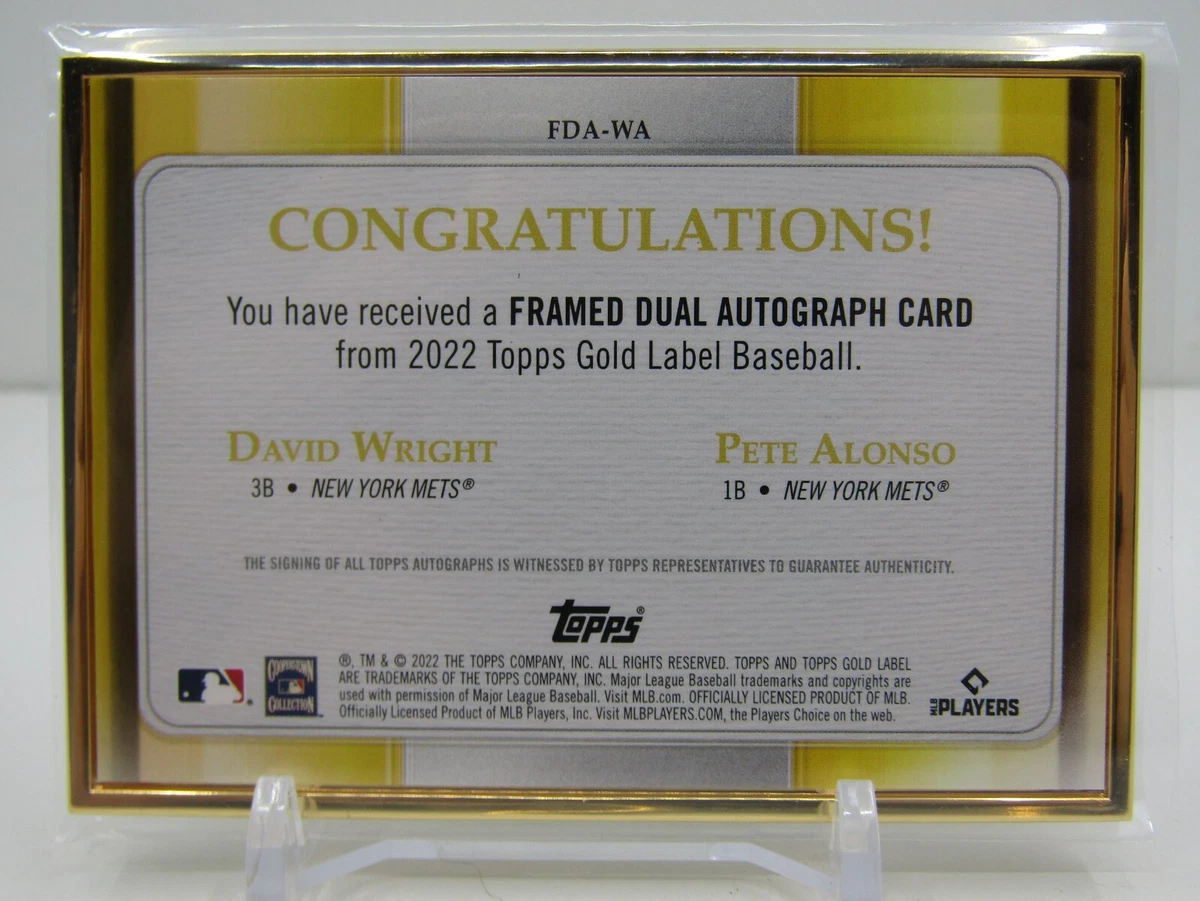 FDA-WA
CONGRATULATIONS!
You have received a FRAMED DUAL AUTOGRAPH CARD
from 2022 Topps Gold Label Baseball.
DAVID WRIGHT
3B • NEW YORK METS®
PETE ALONSO
1B • NEW YORK METS®
THE SIGNING OF ALL TOPPS AUTOGRAPHS IS WITNESSED BY TOPPS REPRESENTATIVES TO GUARANTEE AUTHENTICITY.
topps®
COOPERSTOWN
COLLECTION™
®, TM & © 2022 THE TOPPS COMPANY, INC. ALL RIGHTS RESERVED. TOPPS AND TOPPS GOLD LABEL
ARE TRADEMARKS OF THE TOPPS COMPANY, INC. Major League Baseball trademarks and copyrights are
used with permission of Major League Baseball. Visit MLB.com. OFFICIALLY LICENSED PRODUCT OF MLB.
Officially Licensed Product of MLB Players, Inc. Visit MLBPLAYERS.COM, the Players Choice on the web.
MLB PLAYERS